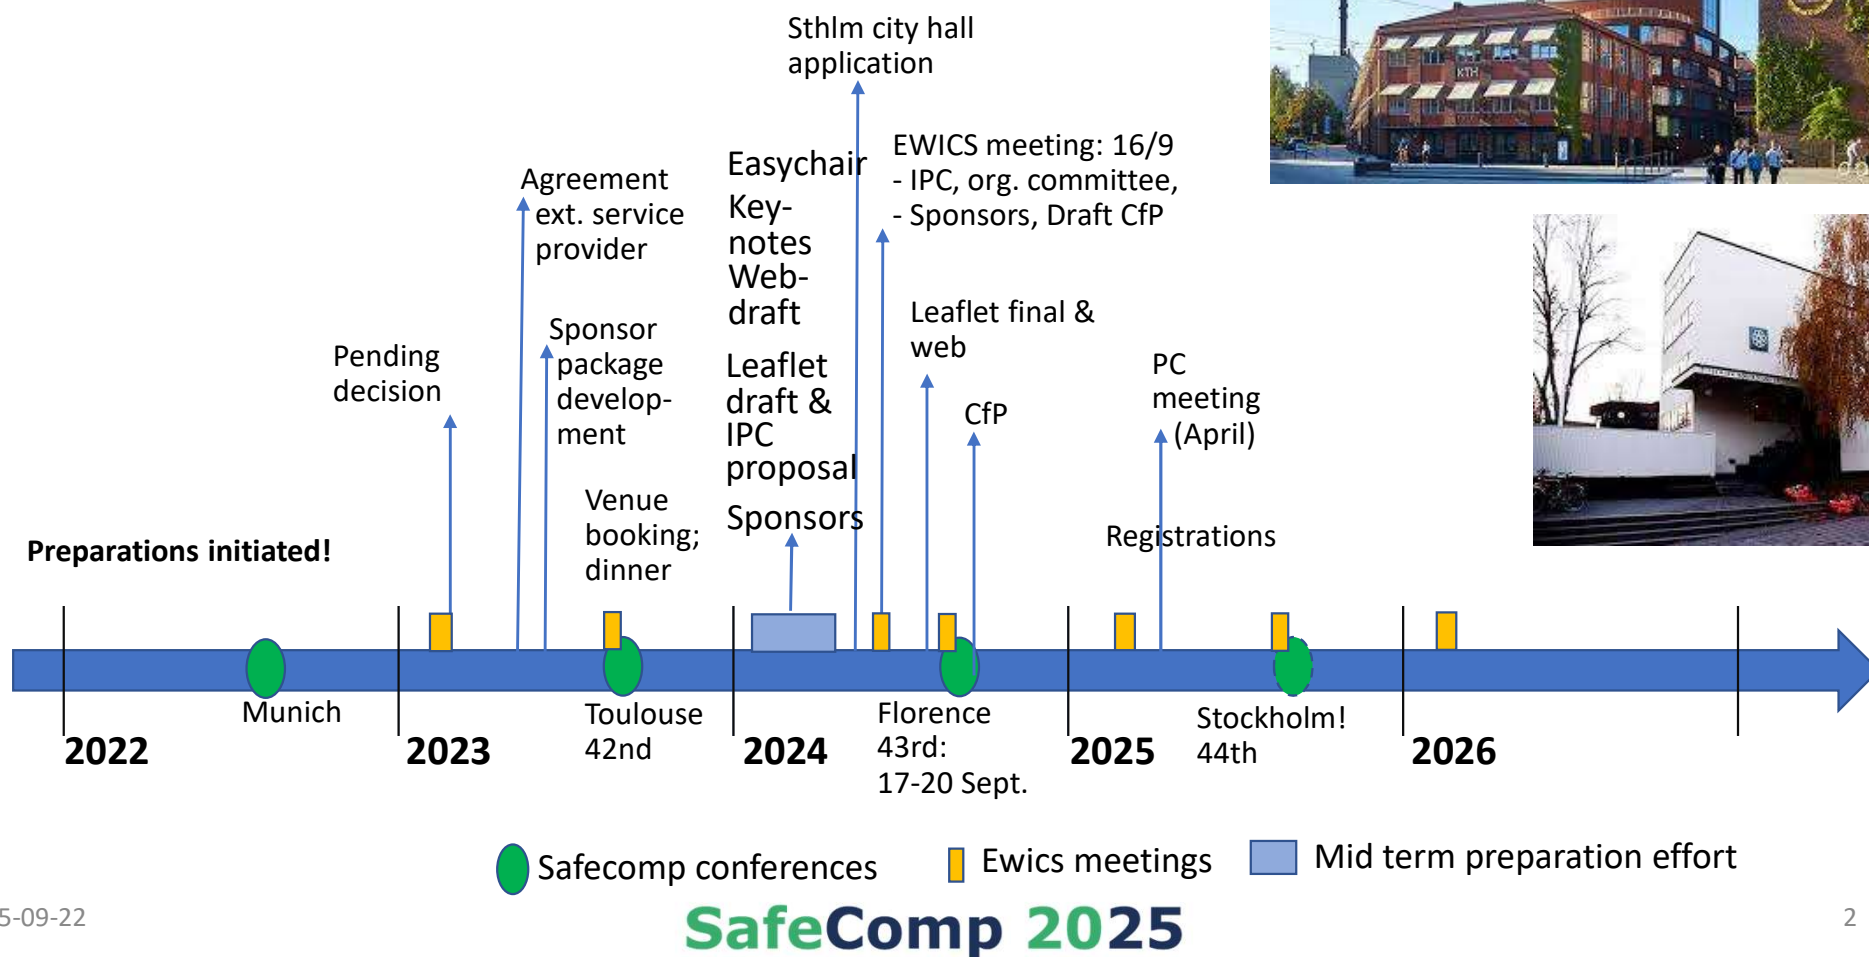 Sthlm city hall
application
KTH
EWICS meeting: 16/9
- IPC, org. committee,
- Sponsors, Draft CfP
Easychair
Key-
notes
Web-
draft
Leaflet
draft &
IPC
proposal
Sponsors
Agreement
ext. service
provider
Sponsor
package
develop-
ment
Pending
decision
Venue
booking;
dinner
Leaflet final &
web
CfP
PC
meeting
(April)
Registrations
Preparations initiated!
Munich
Toulouse
42nd
Florence
43rd:
17-20 Sept.
Stockholm!
44th
2022
2023
2024
2025
2026
Safecomp conferences
Ewics meetings
Mid term preparation effort
5-09-22
SafeComp 2025
2